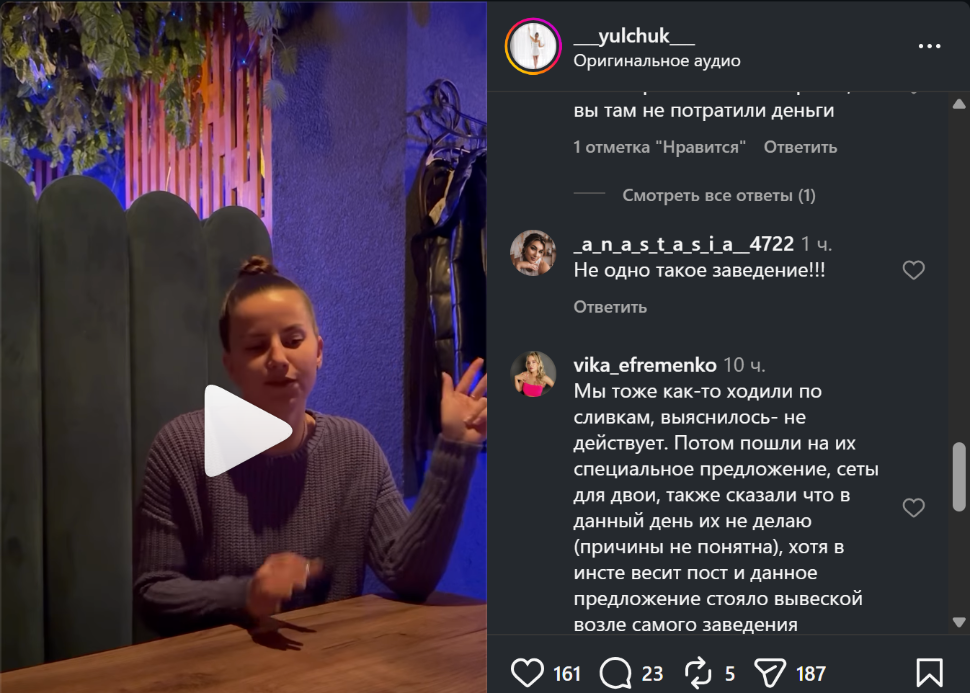 ___yulchuk___
Оригинальное аудио
вы там не потратили деньги
1 отметка "Нравится" Ответить
Смотреть все ответы (1)
_a_n_a_s_t_a_s_i_a__4722 1 ч.
Не одно такое заведение!!!
Ответить
vika_efremenko 10 ч.
Мы тоже как-то ходили по
сливкам, выяснилось- не
действует. Потом пошли на их
специальное предложение, сеты
для двои, также сказали что в
данный день их не делаю
(причины не понятна), хотя в
инсте весит пост и данное
предложение стояло вывеской
возле самого заведения
161 23 5 187